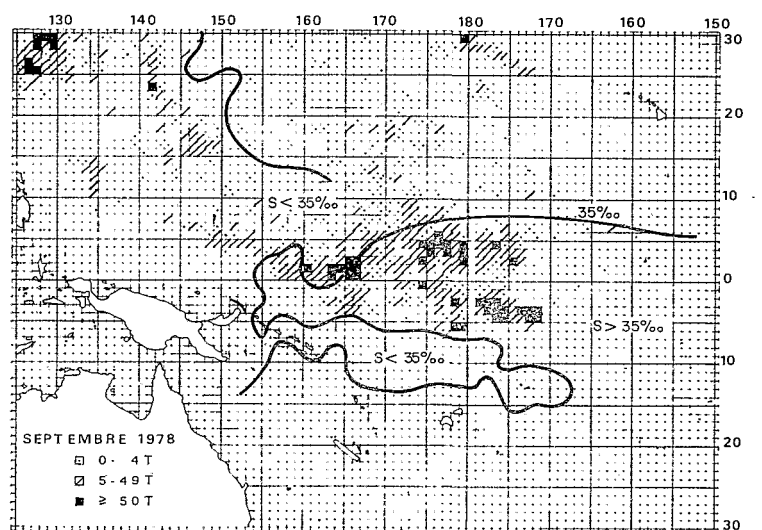 130 140 150 160 170 180 170 160 150
30
20
S < 35‰
10
35‰
0
S > 35‰
S < 35‰
10
SEPTEMBRE 1978
0 - 4 T
20
5 - 49 T
≥ 50 T
30